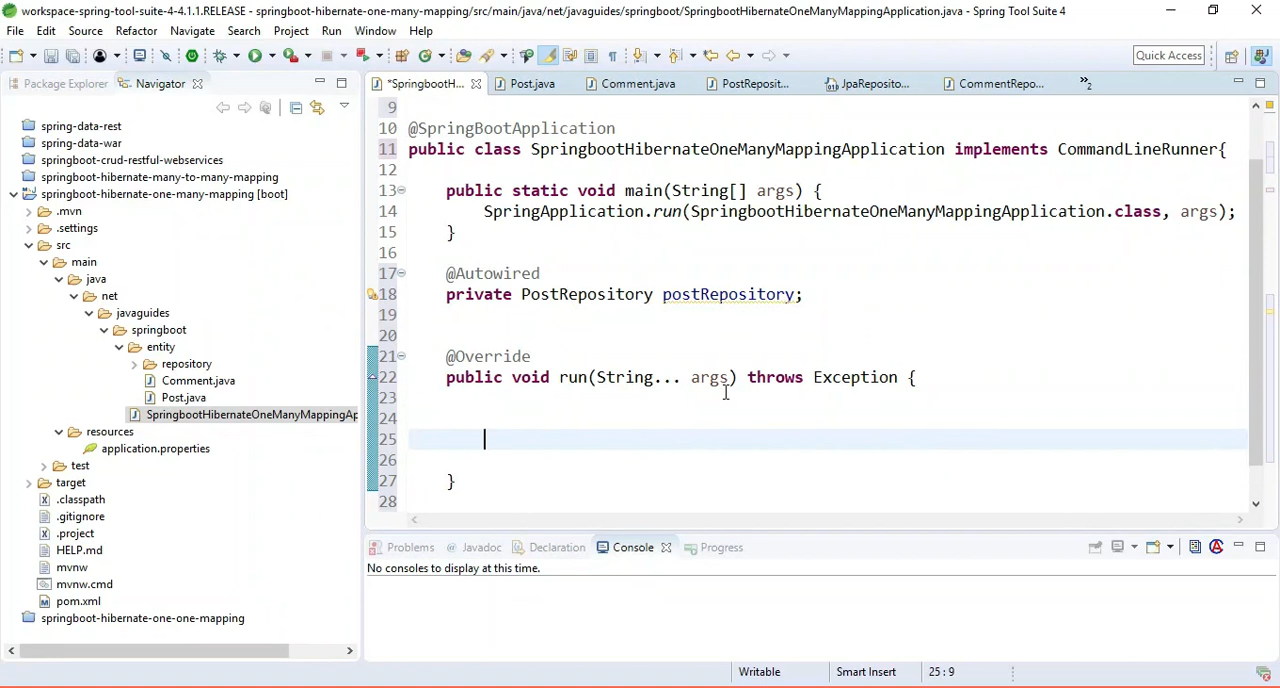 workspace-spring-tool-suite-4-4.1.1.RELEASE - springboot-hibernate-one-many-mapping/src/main/java/net/javaguides/springboot/SpringbootHibernateOneManyMappingApplication.java - Spring Tool Suite 4
File Edit Source Refactor Navigate Search Project Run Window Help
Quick Access
Package Explorer Navigator
*SpringbootH... Post.java Comment.java PostReposit... JpaReposito... CommentRepo... »2
spring-data-rest
spring-data-war
springboot-crud-restful-webservices
springboot-hibernate-many-to-many-mapping
springboot-hibernate-one-many-mapping [boot]
.mvn
.settings
src
main
java
net
javaguides
springboot
entity
repository
Comment.java
Post.java
SpringbootHibernateOneManyMappingAp
resources
application.properties
test
target
.classpath
.gitignore
.project
HELP.md
mvnw
mvnw.cmd
pom.xml
springboot-hibernate-one-one-mapping
9
10 @SpringBootApplication
11 public class SpringbootHibernateOneManyMappingApplication implements CommandLineRunner{
12
13 public static void main(String[] args) {
14 SpringApplication.run(SpringbootHibernateOneManyMappingApplication.class, args);
15 }
16
17 @Autowired
18 private PostRepository postRepository;
19
20
21 @Override
22 public void run(String... args) throws Exception {
23
24
25
26
27 }
28
Problems Javadoc Declaration Console Progress
No consoles to display at this time.
Writable Smart Insert 25 : 9